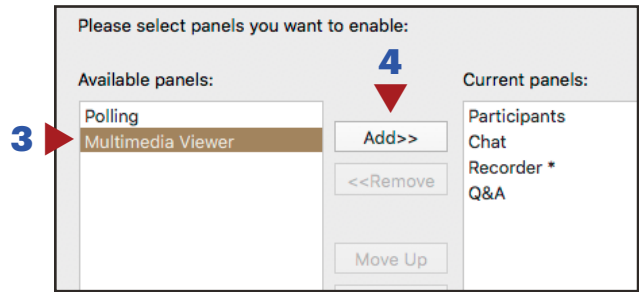 Please select panels you want to enable:
4
Available panels:
Current panels:
3
Polling
Multimedia Viewer
Add>>
<<Remove
Move Up
Participants
Chat
Recorder *
Q&A